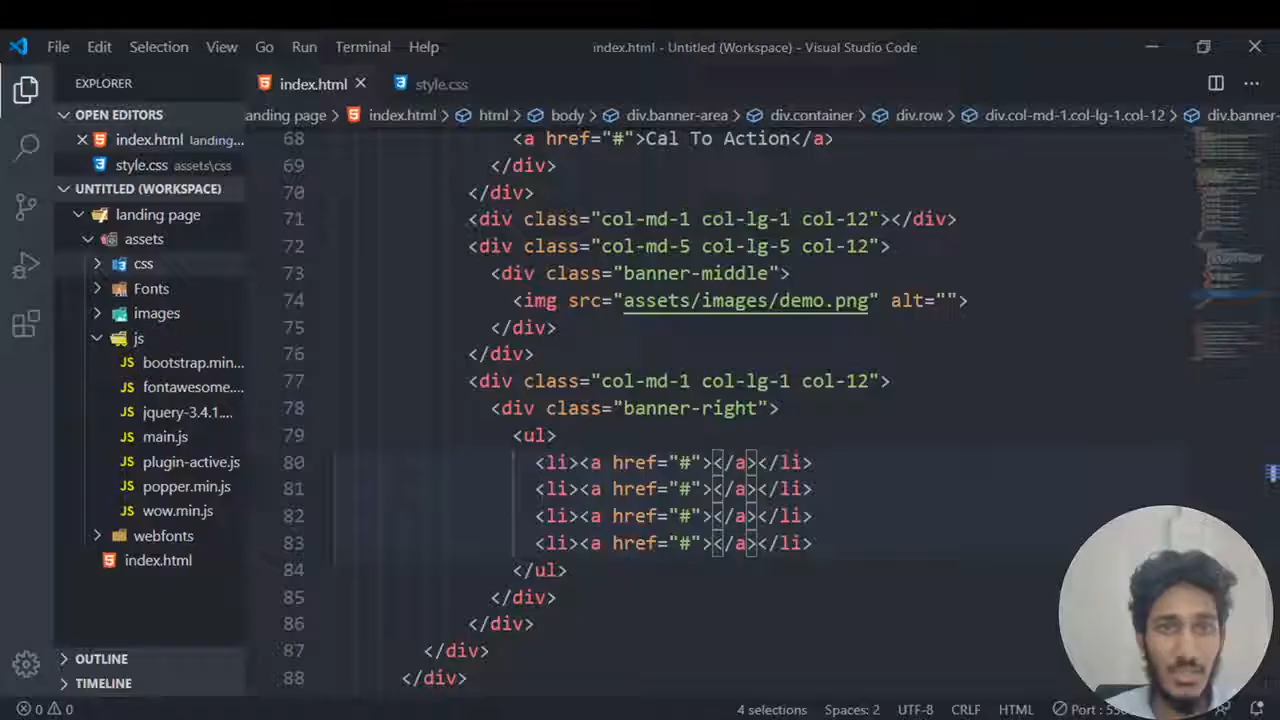 File Edit Selection View Go Run Terminal Help index.html - Untitled (Workspace) - Visual Studio Code
EXPLORER
index.html
style.css
OPEN EDITORS
index.html landing...
style.css assets\css
UNTITLED (WORKSPACE)
landing page
assets
css
Fonts
images
js
JS bootstrap.min...
JS fontawesome....
JS jquery-3.4.1....
JS main.js
JS plugin-active.js
JS popper.min.js
JS wow.min.js
webfonts
index.html
OUTLINE
TIMELINE
anding page > index.html > html > body > div.banner-area > div.container > div.row > div.col-md-1.col-lg-1.col-12 > div.banner-
68 <a href="#">Cal To Action</a>
69 </div>
70 </div>
71 <div class="col-md-1 col-lg-1 col-12"></div>
72 <div class="col-md-5 col-lg-5 col-12">
73 <div class="banner-middle">
74 <img src="assets/images/demo.png" alt="">
75 </div>
76 </div>
77 <div class="col-md-1 col-lg-1 col-12">
78 <div class="banner-right">
79 <ul>
80 <li><a href="#"></a></li>
81 <li><a href="#"></a></li>
82 <li><a href="#"></a></li>
83 <li><a href="#"></a></li>
84 </ul>
85 </div>
86 </div>
87 </div>
88 </div>
0 0 4 selections Spaces: 2 UTF-8 CRLF HTML Port :